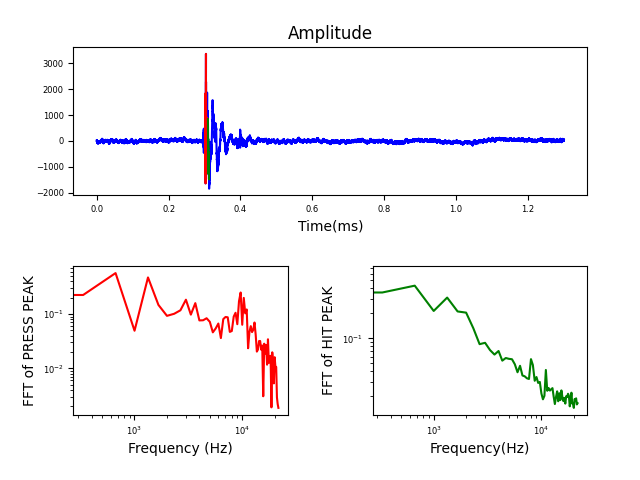 Amplitude
3000
2000
1000
0
−1000
−2000
0.0 0.2 0.4 0.6 0.8 1.0 1.2
Time(ms)
FFT of PRESS PEAK
10⁻¹
10⁻²
10³ 10⁴
Frequency (Hz)
FFT of HIT PEAK
10⁻¹
10³ 10⁴
Frequency(Hz)